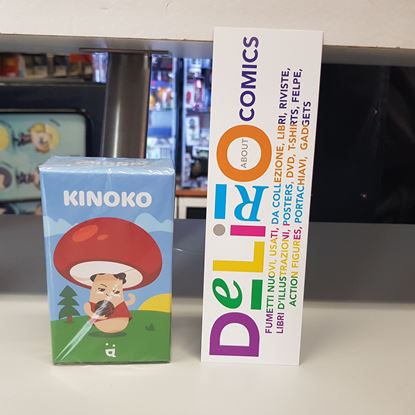 KINOKO
DeLiRiO
ABOUT
COMICS
FUMETTI NUOVI, USATI, DA COLLEZIONE, LIBRI, RIVISTE,
LIBRI D'ILLUSTRAZIONI, POSTERS, DVD, T-SHIRTS, FELPE,
ACTION FIGURES, PORTACHIAVI, GADGETS